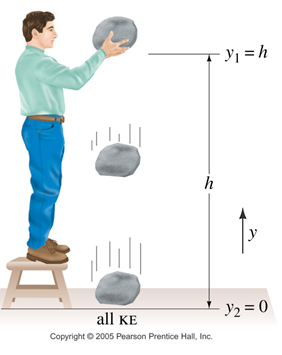 y₁ = h
h
y
y₂ = 0
all KE
Copyright © 2005 Pearson Prentice Hall, Inc.